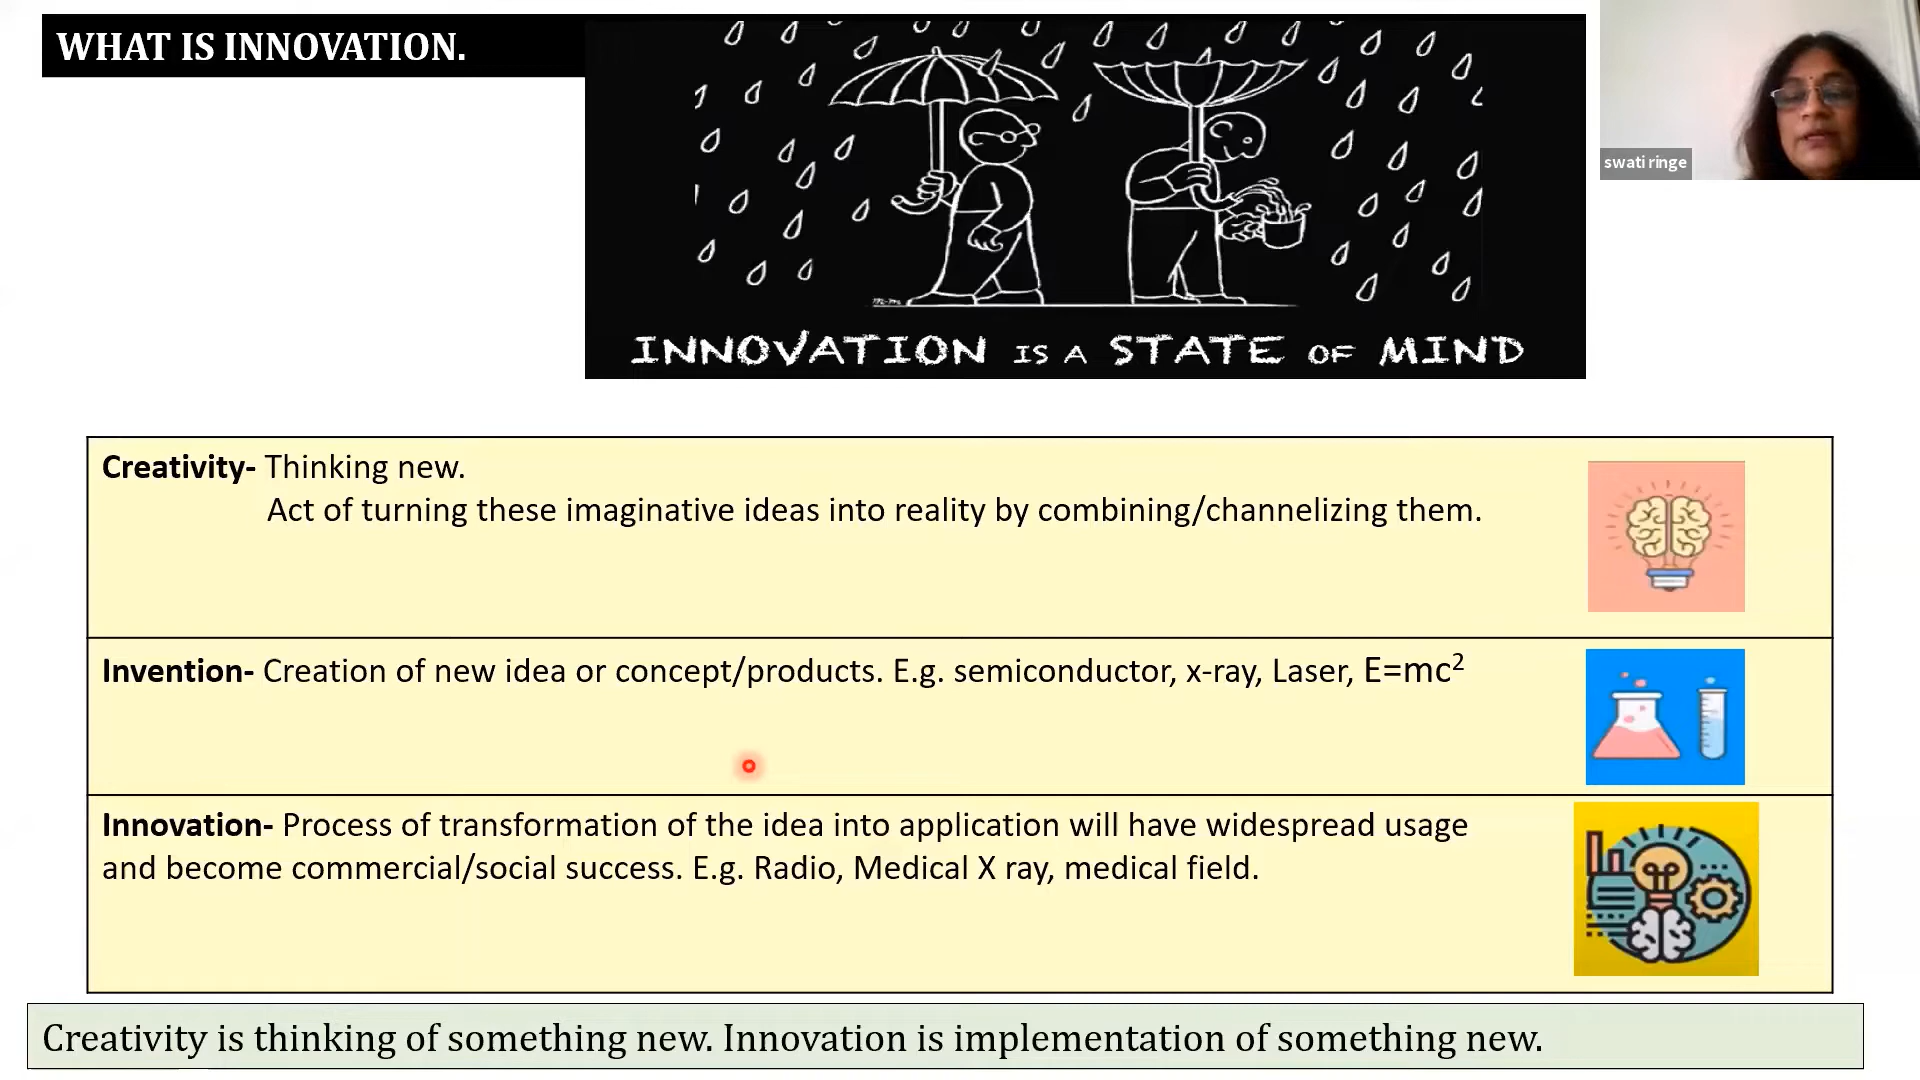 WHAT IS INNOVATION.
INNOVATION IS A STATE OF MIND
swati ringe
Creativity- Thinking new.
Act of turning these imaginative ideas into reality by combining/channelizing them.
Invention- Creation of new idea or concept/products. E.g. semiconductor, x-ray, Laser, E=mc²
Innovation- Process of transformation of the idea into application will have widespread usage
and become commercial/social success. E.g. Radio, Medical X ray, medical field.
Creativity is thinking of something new. Innovation is implementation of something new.